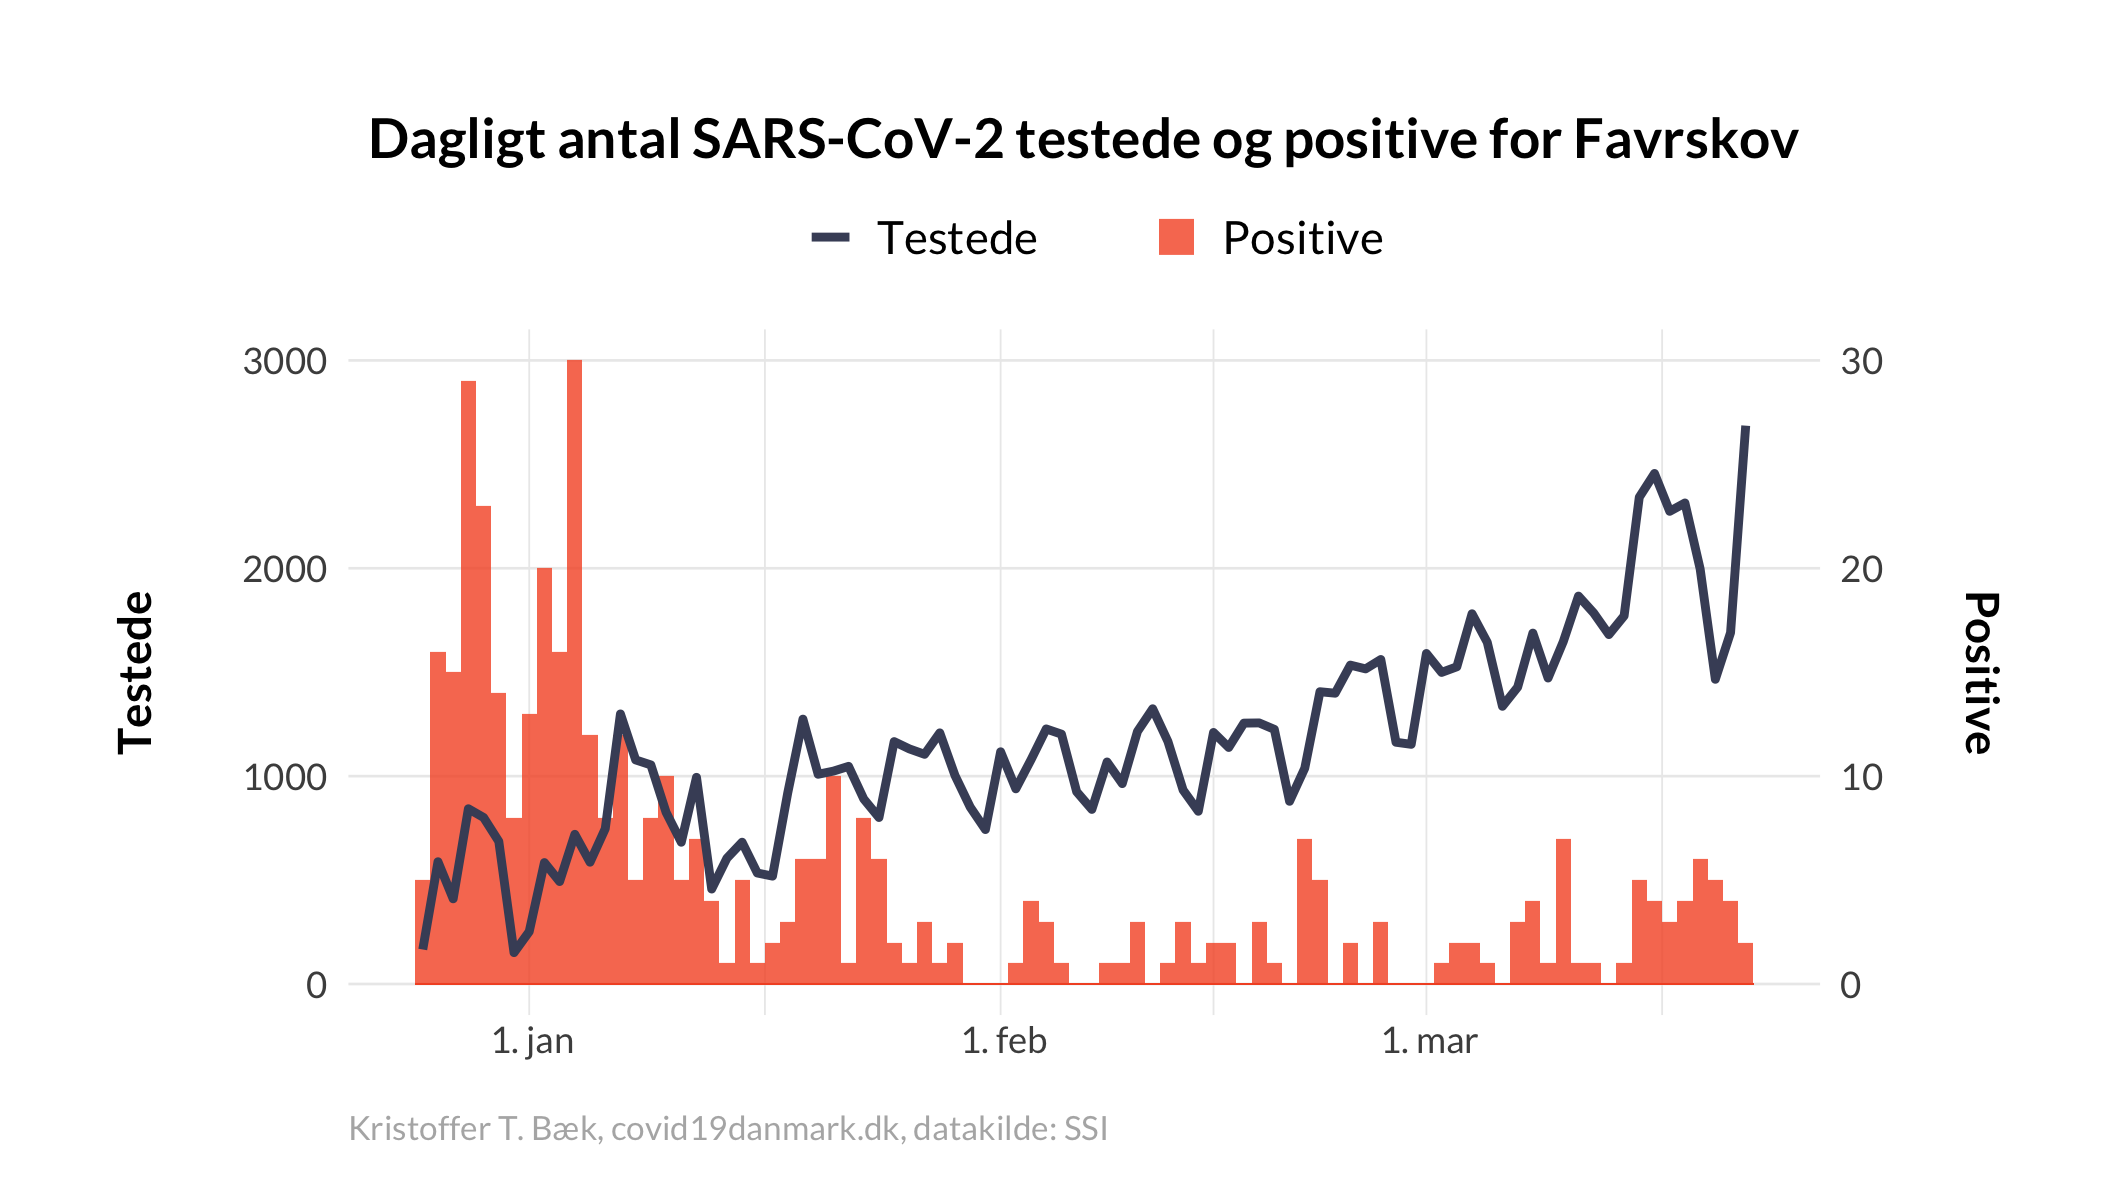 Dagligt antal SARS-CoV-2 testede og positive for Favrskov
Testede
Positive
3000
2000
1000
0
30
20
10
0
Testede
Positive
1. jan
1. feb
1. mar
Kristoffer T. Bæk, covid19danmark.dk, datakilde: SSI